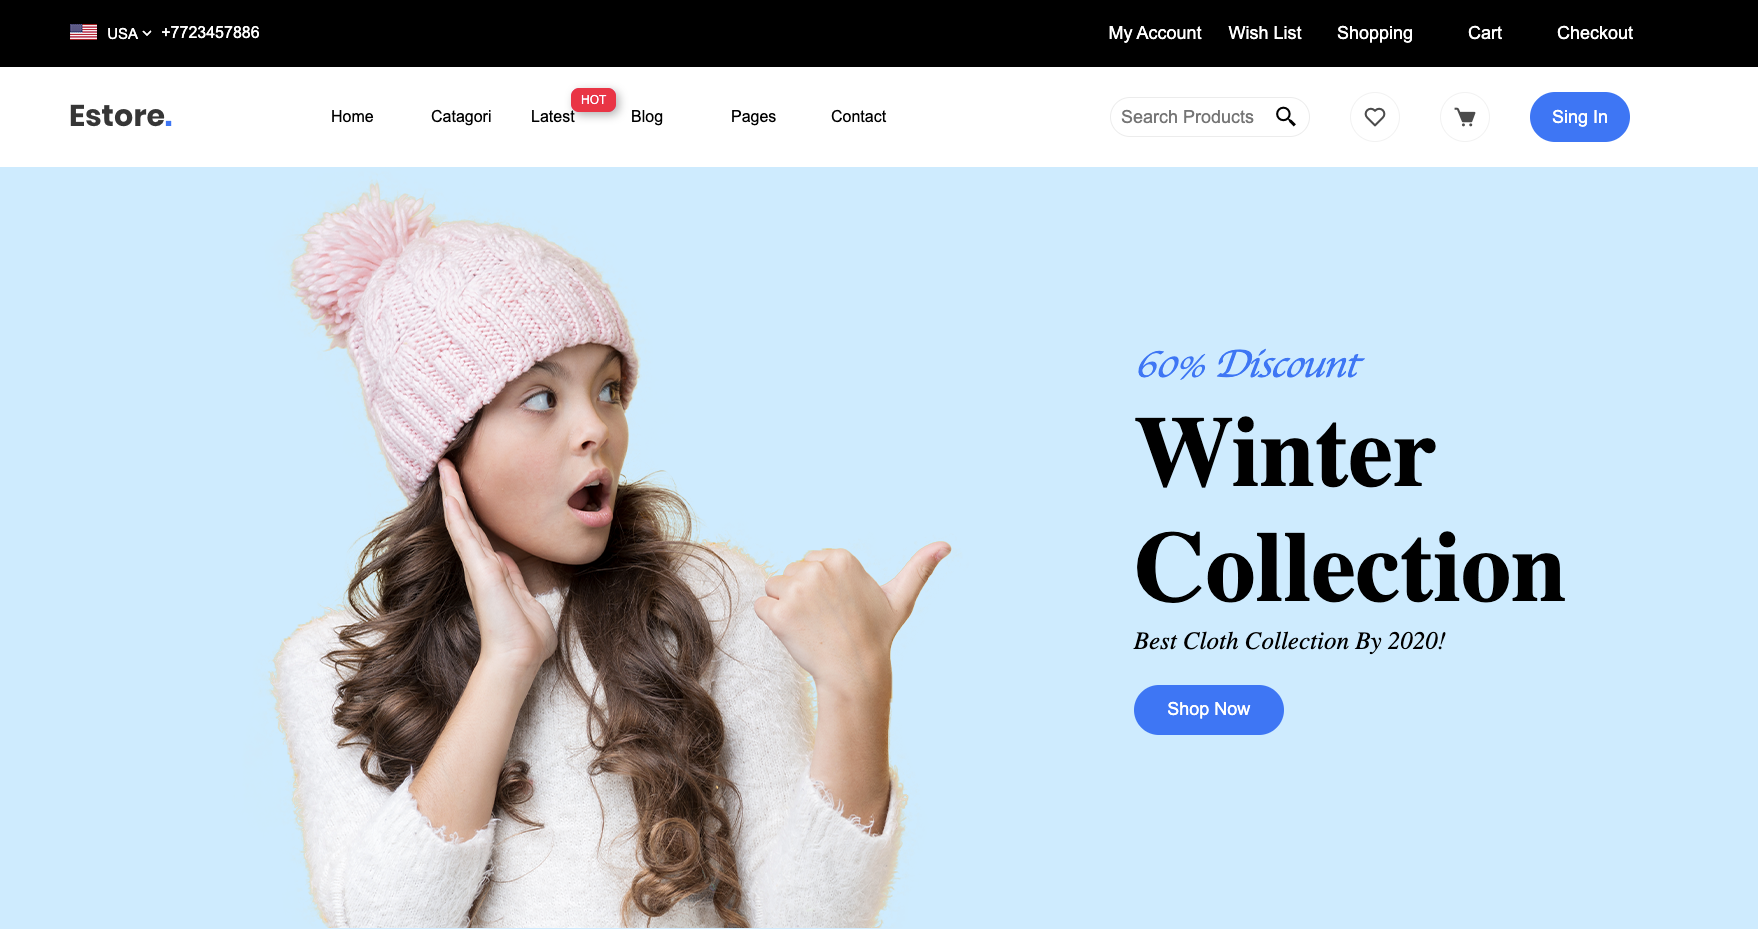 USA +7723457886 My Account Wish List Shopping Cart Checkout
HOT
Estore. Home Catagori Latest Blog Pages Contact Search Products Sing In
60% Discount
Winter
Collection
Best Cloth Collection By 2020!
Shop Now